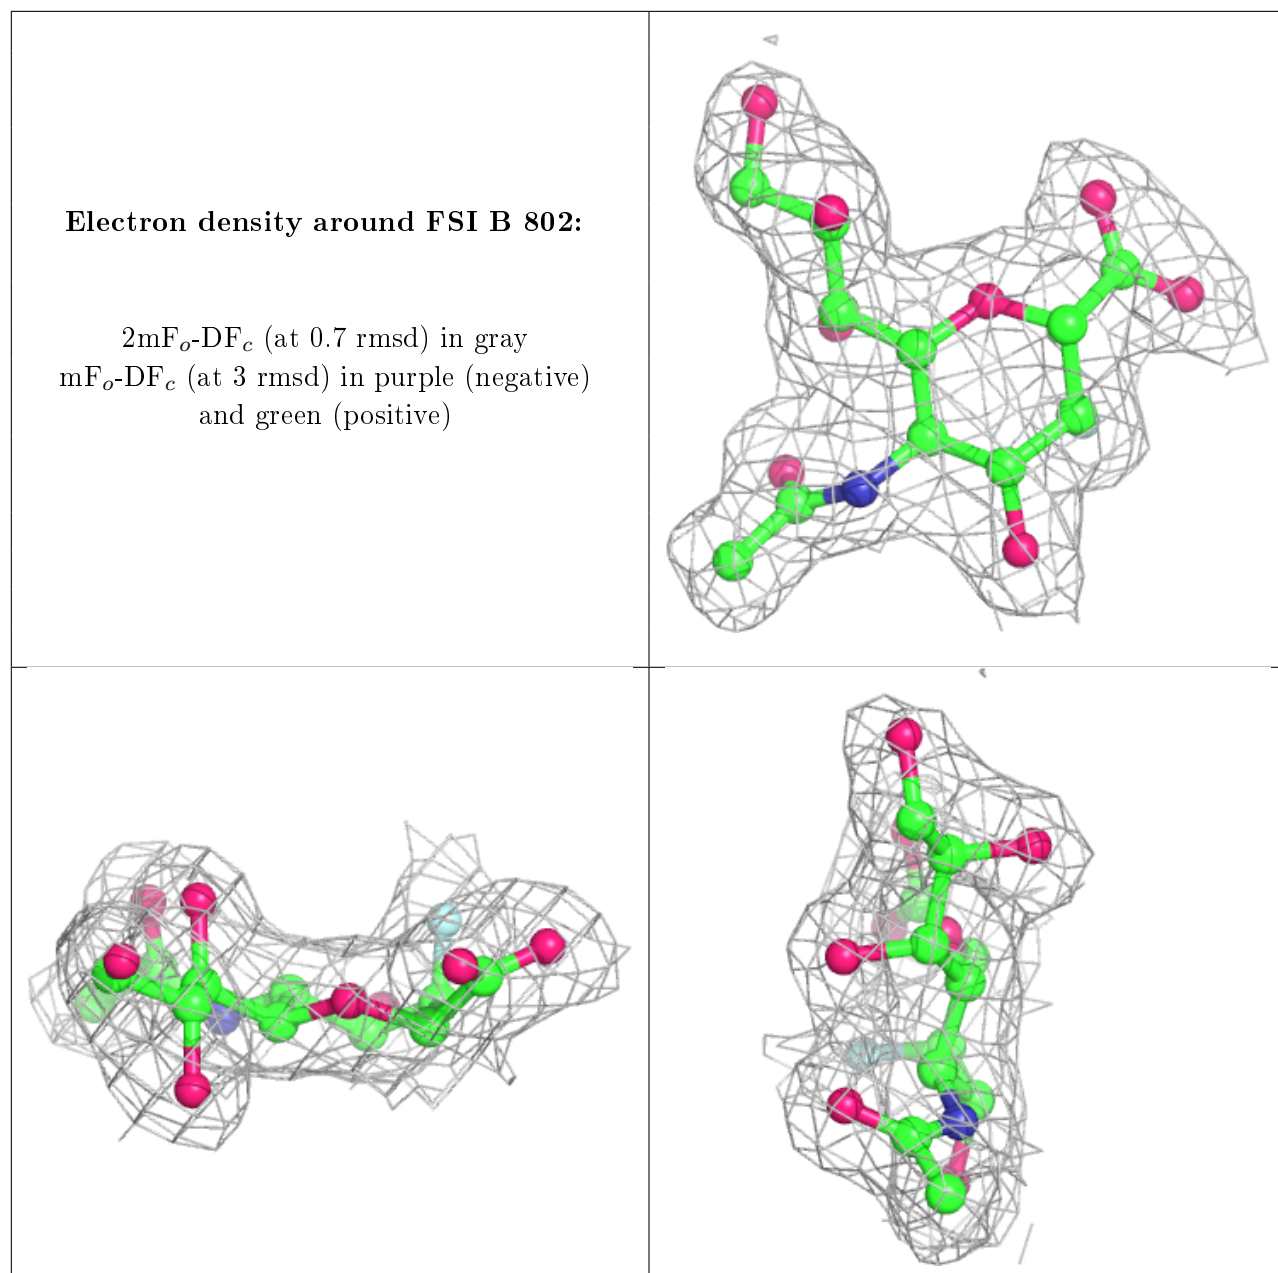 Electron density around FSI B 802:
2mFo-DFc (at 0.7 rmsd) in gray
mFo-DFc (at 3 rmsd) in purple (negative)
and green (positive)